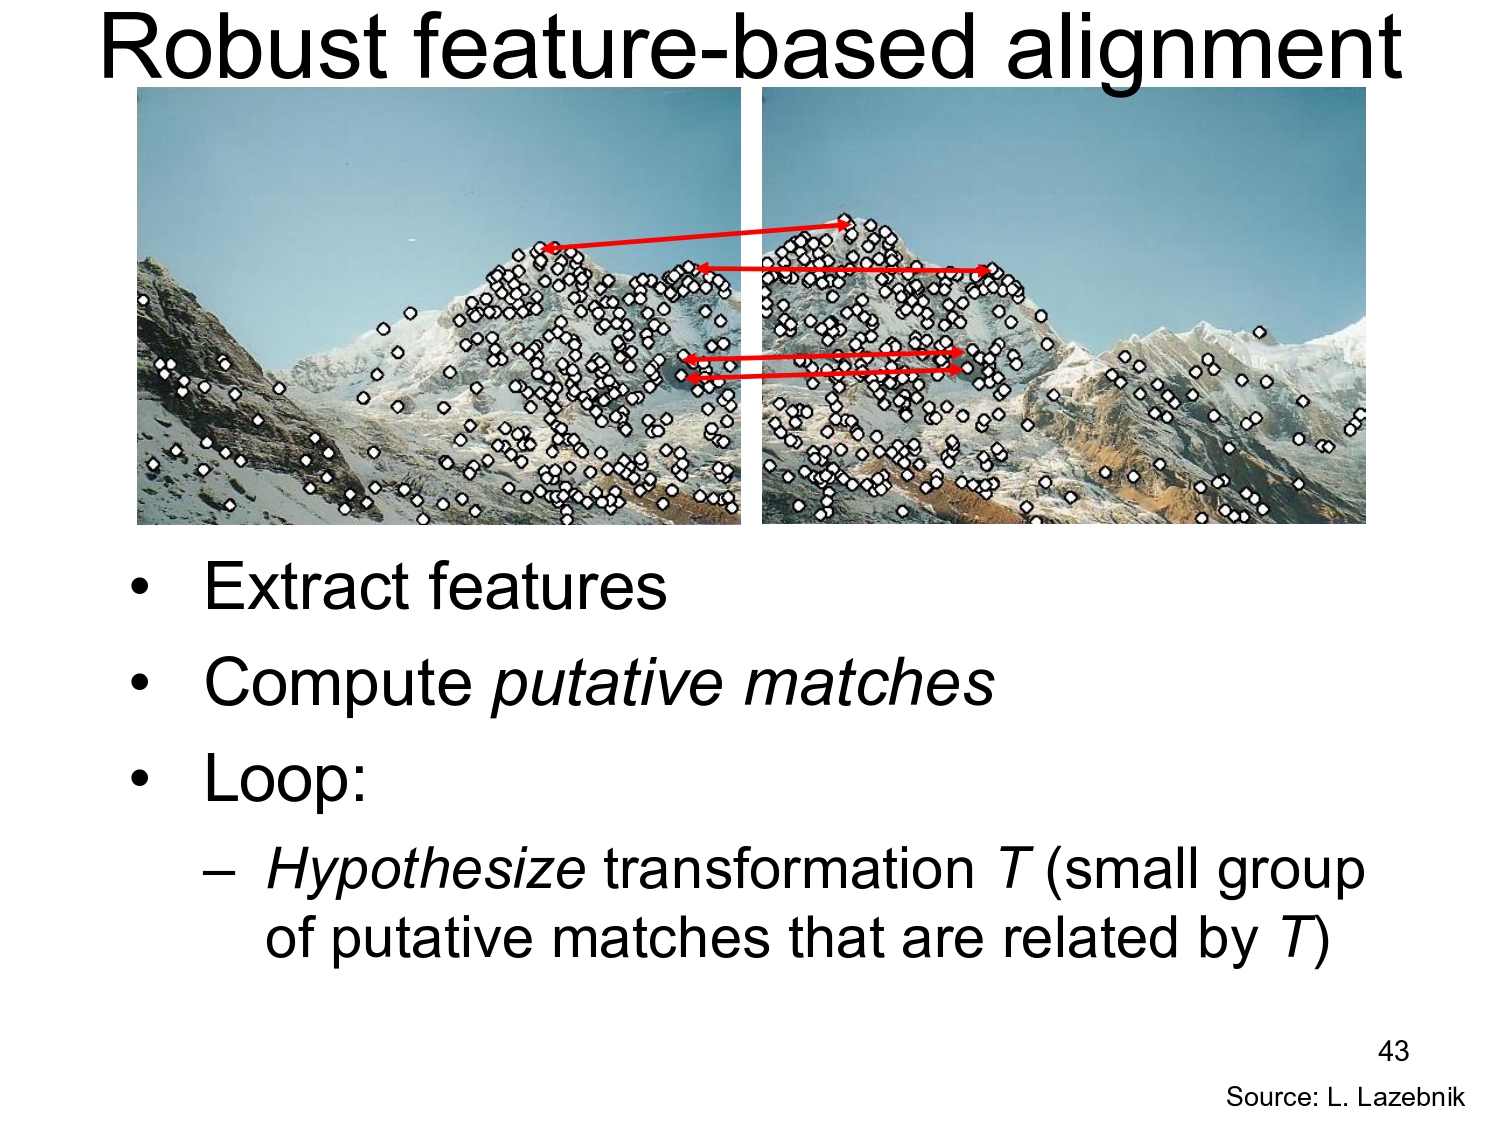 Robust feature-based alignment
• Extract features
• Compute putative matches
• Loop:
– Hypothesize transformation T (small group
of putative matches that are related by T)
43
Source: L. Lazebnik